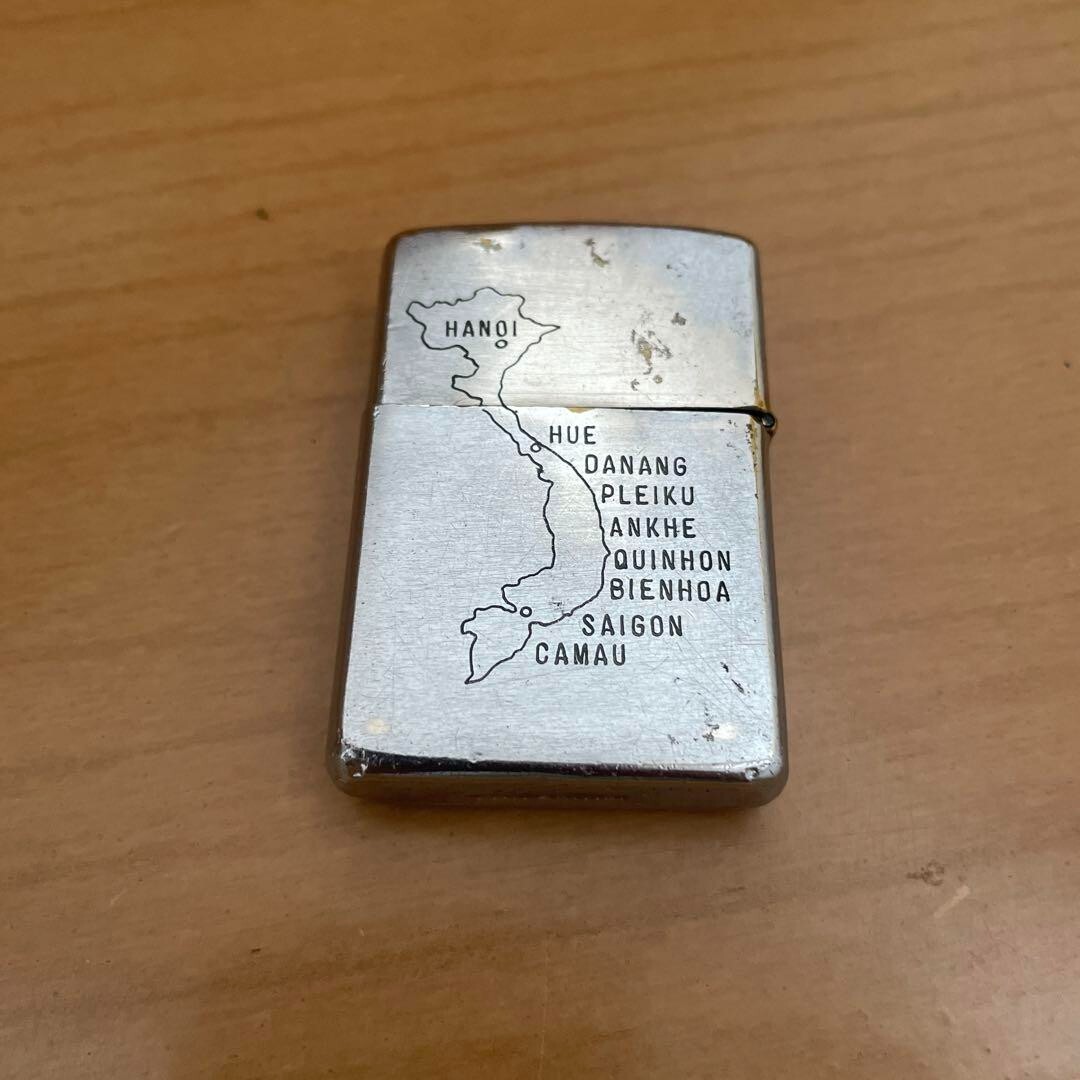 HANOI
HUE
DANANG
PLEIKU
ANKHE
QUINHON
BIENHOA
SAIGON
CAMAU